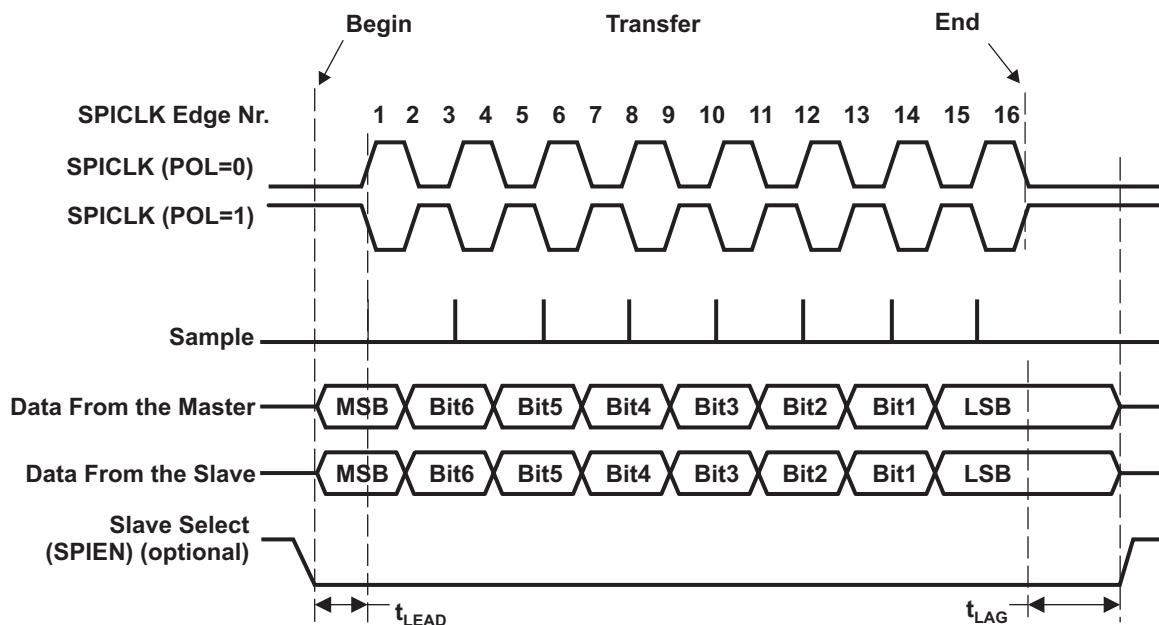 Begin Transfer End
SPICLK Edge Nr. 1 2 3 4 5 6 7 8 9 10 11 12 13 14 15 16
SPICLK (POL=0)
SPICLK (POL=1)
Sample
Data From the Master MSB Bit6 Bit5 Bit4 Bit3 Bit2 Bit1 LSB
Data From the Slave MSB Bit6 Bit5 Bit4 Bit3 Bit2 Bit1 LSB
Slave Select
(SPIEN) (optional)
tLEAD tLAG